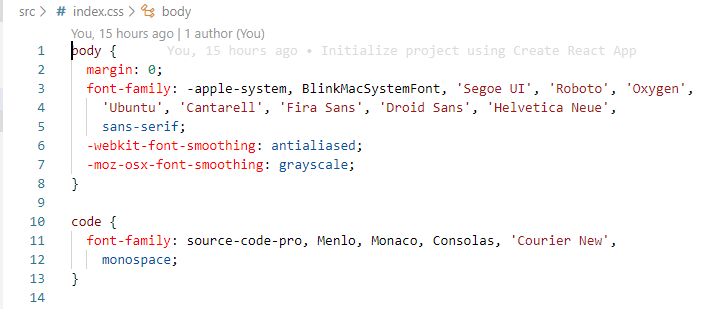 src > # index.css > body
You, 15 hours ago | 1 author (You)
1 body { You, 15 hours ago • Initialize project using Create React App
2 margin: 0;
3 font-family: -apple-system, BlinkMacSystemFont, 'Segoe UI', 'Roboto', 'Oxygen',
4 'Ubuntu', 'Cantarell', 'Fira Sans', 'Droid Sans', 'Helvetica Neue',
5 sans-serif;
6 -webkit-font-smoothing: antialiased;
7 -moz-osx-font-smoothing: grayscale;
8 }
9
10 code {
11 font-family: source-code-pro, Menlo, Monaco, Consolas, 'Courier New',
12 monospace;
13 }
14